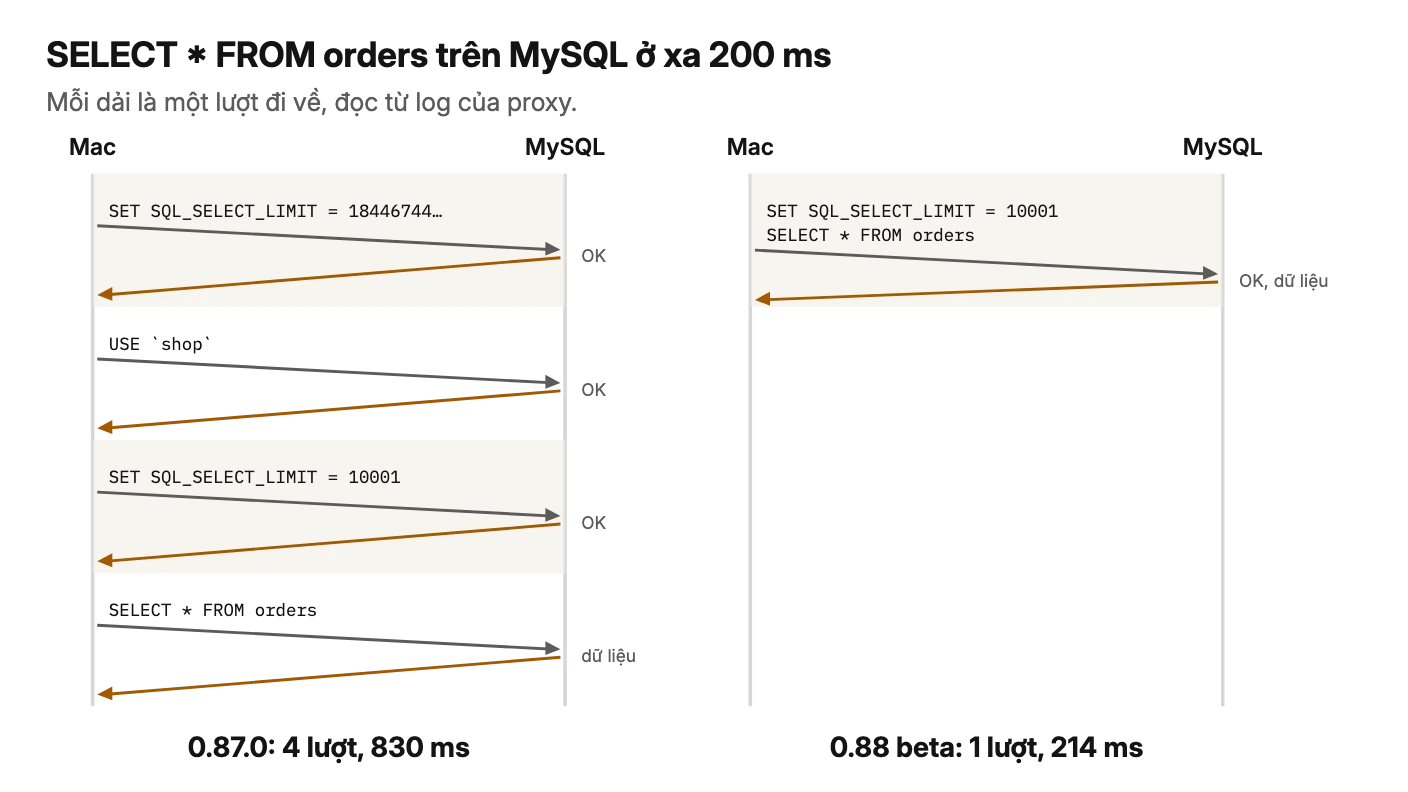 SELECT * FROM orders trên MySQL ở xa 200 ms
Mỗi dải là một lượt đi về, đọc từ log của proxy.
Mac
MySQL
SET SQL_SELECT_LIMIT = 18446744…
OK
USE `shop`
OK
SET SQL_SELECT_LIMIT = 10001
OK
SELECT * FROM orders
dữ liệu
0.87.0: 4 lượt, 830 ms
Mac
MySQL
SET SQL_SELECT_LIMIT = 10001
SELECT * FROM orders
OK, dữ liệu
0.88 beta: 1 lượt, 214 ms